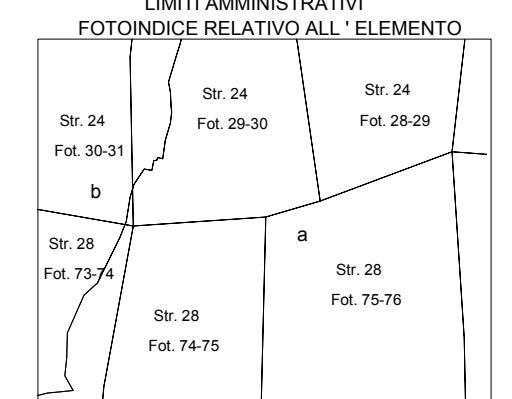 LIMITI AMMINISTRATIVI
FOTOINDICE RELATIVO ALL ' ELEMENTO
Str. 24
Fot. 30-31
b
Str. 24
Fot. 29-30
Str. 24
Fot. 28-29
Str. 28
Fot. 73-74
Str. 28
Fot. 74-75
a
Str. 28
Fot. 75-76